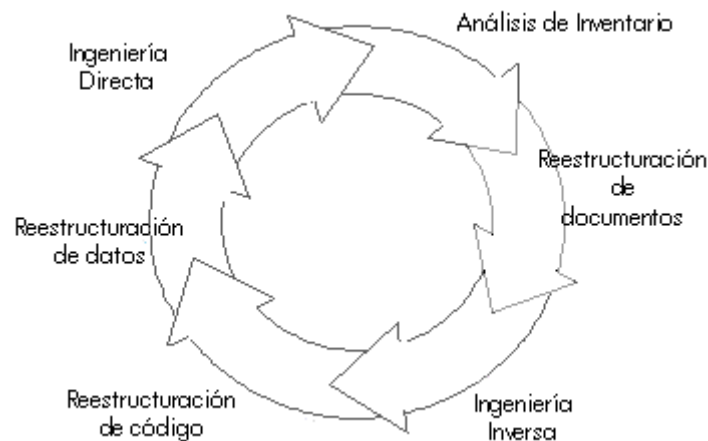 Análisis de Inventario
Ingeniería
Directa
Reestructuración
de
documentos
Reestructuración
de datos
Reestructuración
de código
Ingeniería
Inversa